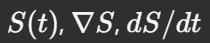 S(t), ∇S, dS/dt